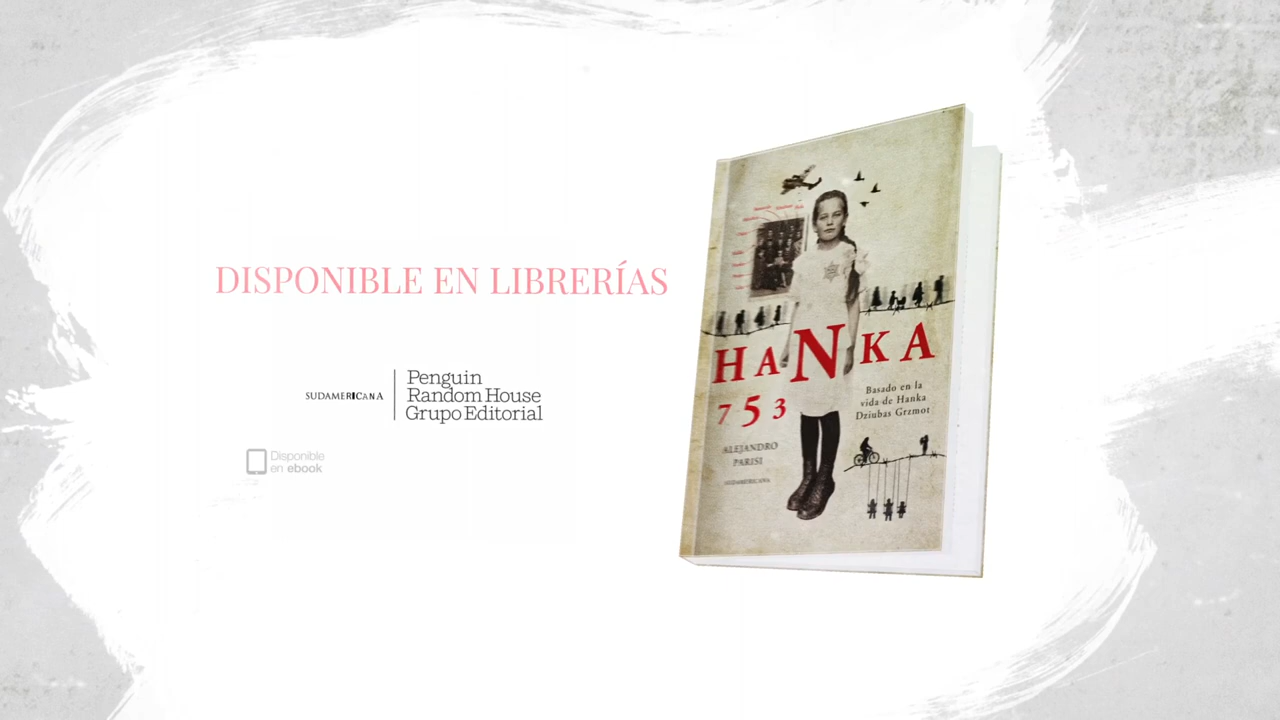 DISPONIBLE EN LIBRERÍAS
SUDAMERICANA
Penguin
Random House
Grupo Editorial
Disponible
en ebook
HANKA
753
Basado en la
vida de Hanka
Dziubas Grzmot
ALEJANDRO
PARISI
SUDAMERICANA